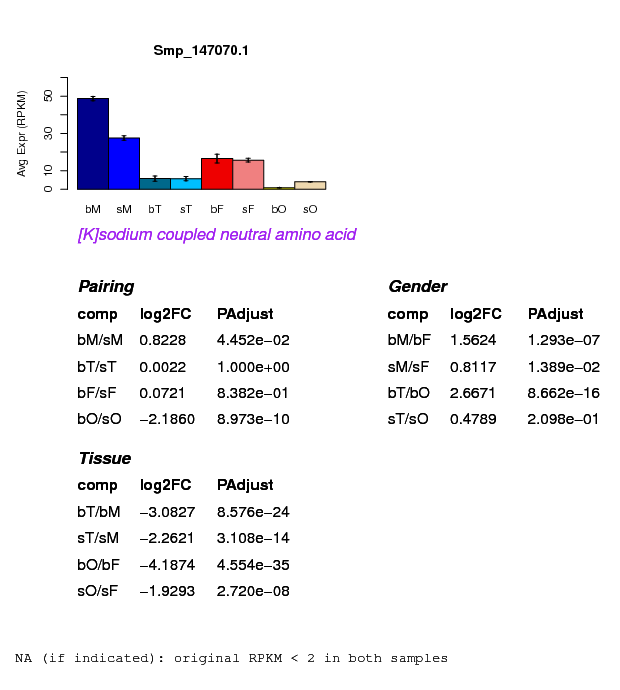 Smp_147070.1
Avg Expr (RPKM)
0 10 30 50
bM sM bT sT bF sF bO sO
[K]sodium coupled neutral amino acid
Pairing
comp log2FC PAdjust
bM/sM 0.8228 4.452e−02
bT/sT 0.0022 1.000e+00
bF/sF 0.0721 8.382e−01
bO/sO −2.1860 8.973e−10
Gender
comp log2FC PAdjust
bM/bF 1.5624 1.293e−07
sM/sF 0.8117 1.389e−02
bT/bO 2.6671 8.662e−16
sT/sO 0.4789 2.098e−01
Tissue
comp log2FC PAdjust
bT/bM −3.0827 8.576e−24
sT/sM −2.2621 3.108e−14
bO/bF −4.1874 4.554e−35
sO/sF −1.9293 2.720e−08
NA (if indicated): original RPKM < 2 in both samples